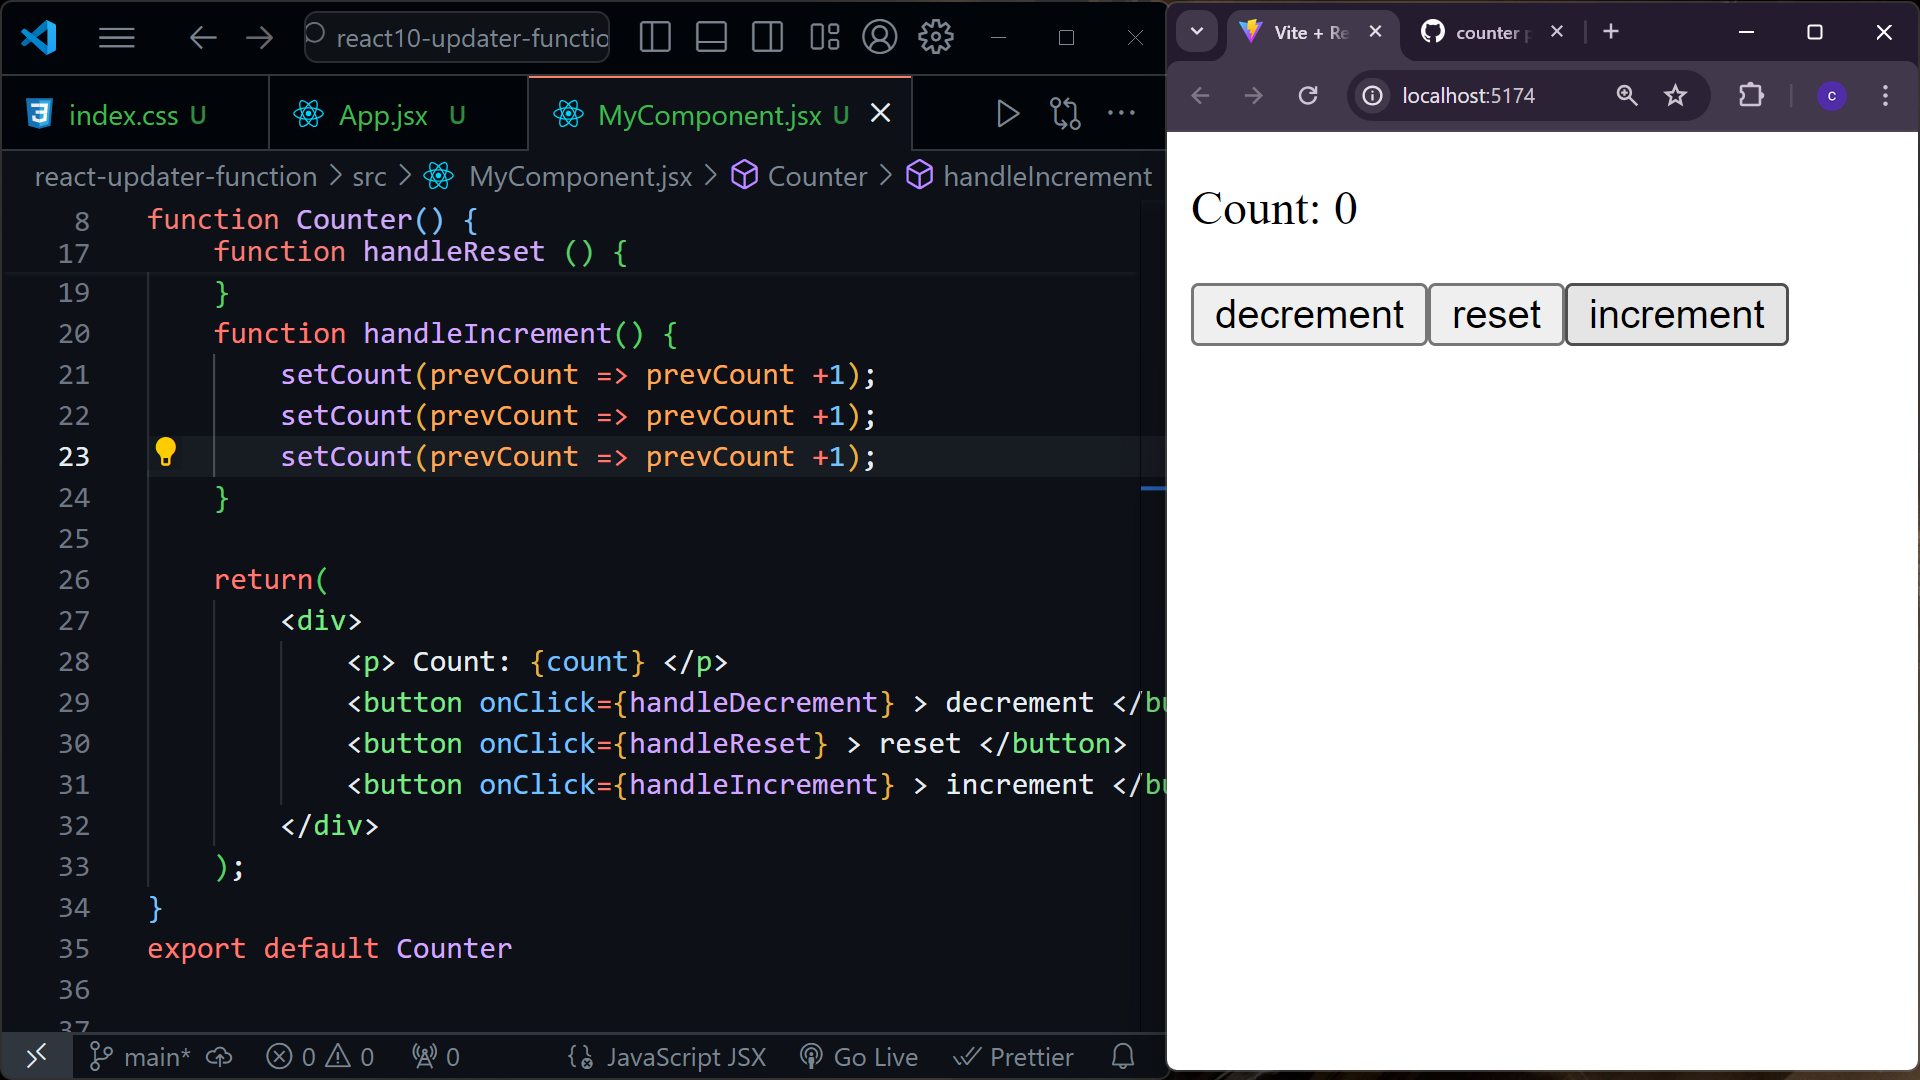 react10-updater-functio
index.css U
App.jsx U
MyComponent.jsx U
react-updater-function > src > MyComponent.jsx > Counter > handleIncrement
8 function Counter() {
17 function handleReset () {
19 }
20 function handleIncrement() {
21 setCount(prevCount => prevCount +1);
22 setCount(prevCount => prevCount +1);
23 setCount(prevCount => prevCount +1);
24 }
25
26 return(
27 <div>
28 <p> Count: {count} </p>
29 <button onClick={handleDecrement} > decrement </bu
30 <button onClick={handleReset} > reset </button>
31 <button onClick={handleIncrement} > increment </bu
32 </div>
33 );
34 }
35 export default Counter
36
37
main* 0 0 0 JavaScript JSX Go Live Prettier
Vite + Re
counter p
localhost:5174
c
Count: 0
decrement reset increment